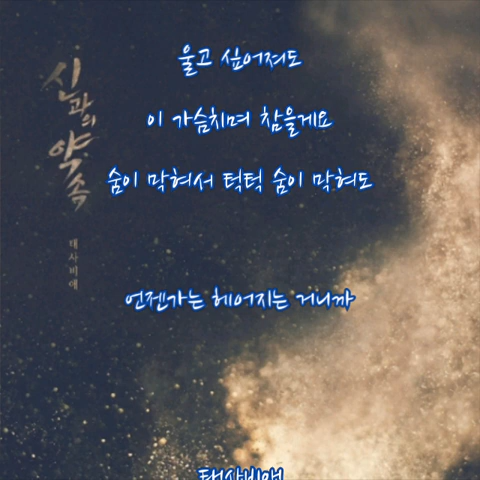 신과의 약속
태사비애
울고 싶어져도
이 가슴치며 참을게요
숨이 막혀서 턱턱 숨이 막혀도
언젠가는 헤어지는 거니까
태사비애